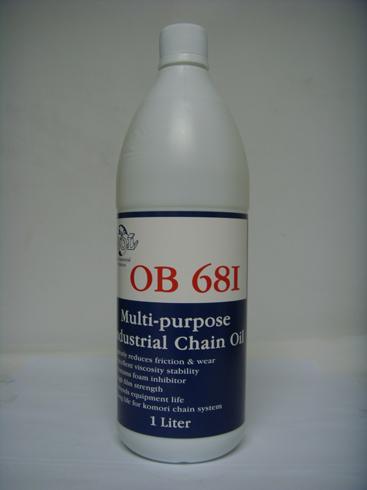 OB 68I
Multi-purpose
Industrial Chain Oil
reduces friction & wear
viscosity stability
foam inhibitor
film strength
equipment life
life for komori chain system
1 Liter